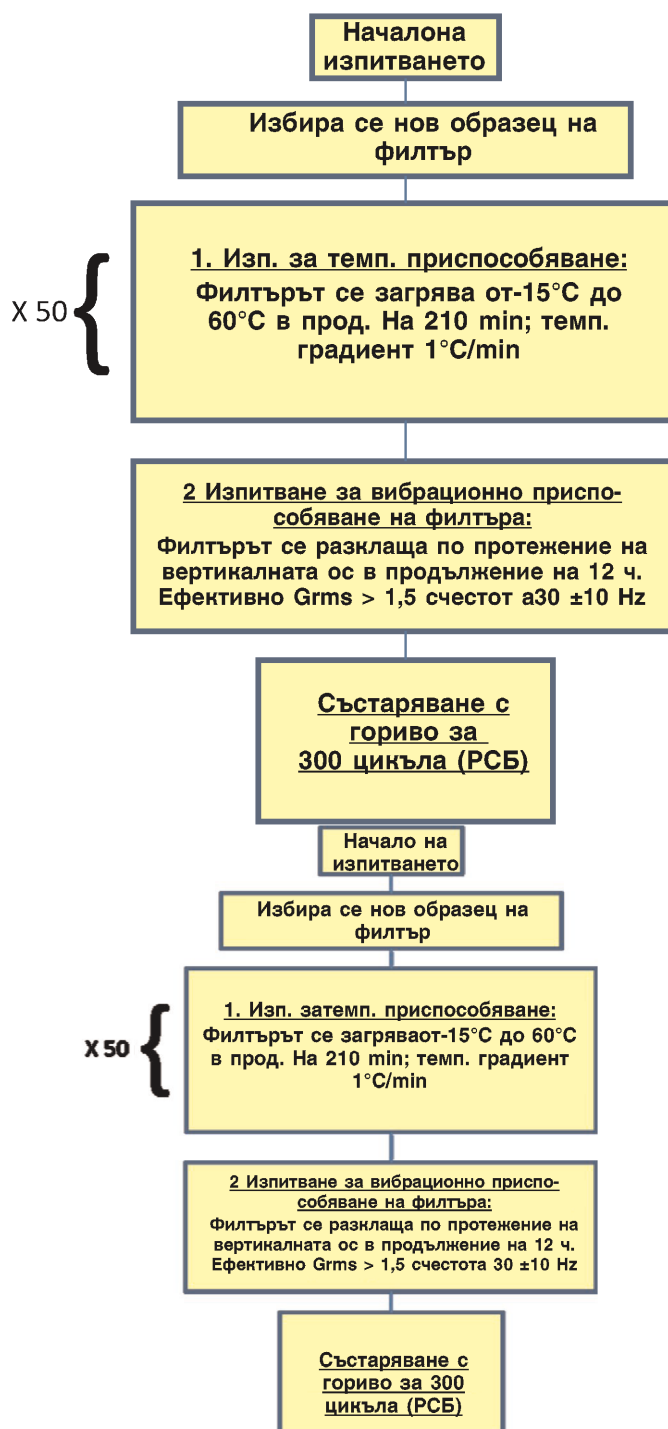 Началона
изпитването
Избира се нов образец на
филтър
1. Изп. за темп. приспособяване:
Филтърът се загрява от-15°C до
60°C в прод. На 210 min; темп.
градиент 1°C/min
X 50
2 Изпитване за вибрационно приспо-
собяване на филтъра:
Филтърът се разклаща по протежение на
вертикалната ос в продължение на 12 ч.
Ефективно Grms > 1,5 счестот а30 ±10 Hz
Състаряване с
гориво за
300 цикъла (РСБ)
Начало на
изпитването
Избира се нов образец на
филтър
1. Изп. затемп. приспособяване:
Филтърът се загряваот-15°C до 60°C
в прод. На 210 min; темп. градиент
1°C/min
X 50
2 Изпитване за вибрационно приспо-
собяване на филтъра:
Филтърът се разклаща по протежение на
вертикалната ос в продължение на 12 ч.
Ефективно Grms > 1,5 счестота 30 ±10 Hz
Състаряване с
гориво за 300
цикъла (РСБ)